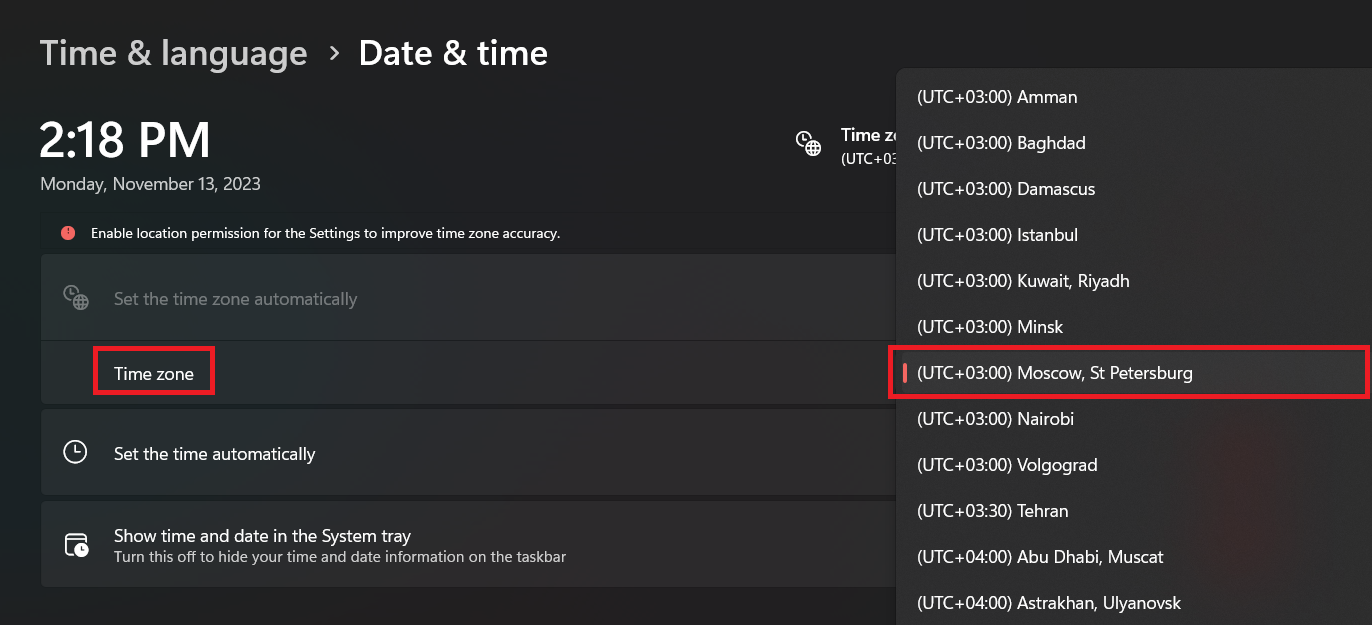 Time & language > Date & time
2:18 PM
Monday, November 13, 2023
Time z
(UTC+03
Enable location permission for the Settings to improve time zone accuracy.
Set the time zone automatically
Time zone
Set the time automatically
Show time and date in the System tray
Turn this off to hide your time and date information on the taskbar
(UTC+03:00) Amman
(UTC+03:00) Baghdad
(UTC+03:00) Damascus
(UTC+03:00) Istanbul
(UTC+03:00) Kuwait, Riyadh
(UTC+03:00) Minsk
(UTC+03:00) Moscow, St Petersburg
(UTC+03:00) Nairobi
(UTC+03:00) Volgograd
(UTC+03:30) Tehran
(UTC+04:00) Abu Dhabi, Muscat
(UTC+04:00) Astrakhan, Ulyanovsk